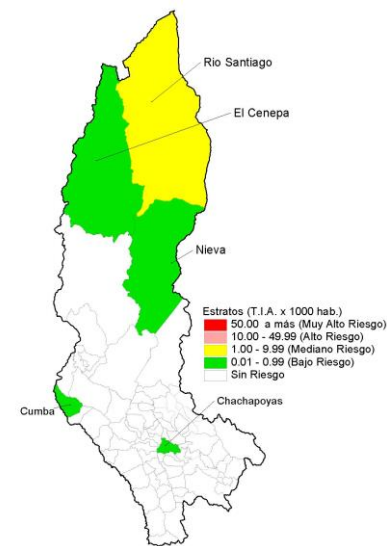 Rio Santiago
El Cenepa
Nieva
Estratos (T.I.A. x 1000 hab.)
50.00 a más (Muy Alto Riesgo)
10.00 - 49.99 (Alto Riesgo)
1.00 - 9.99 (Mediano Riesgo)
0.01 - 0.99 (Bajo Riesgo)
Sin Riesgo
Chachapoyas
Cumba